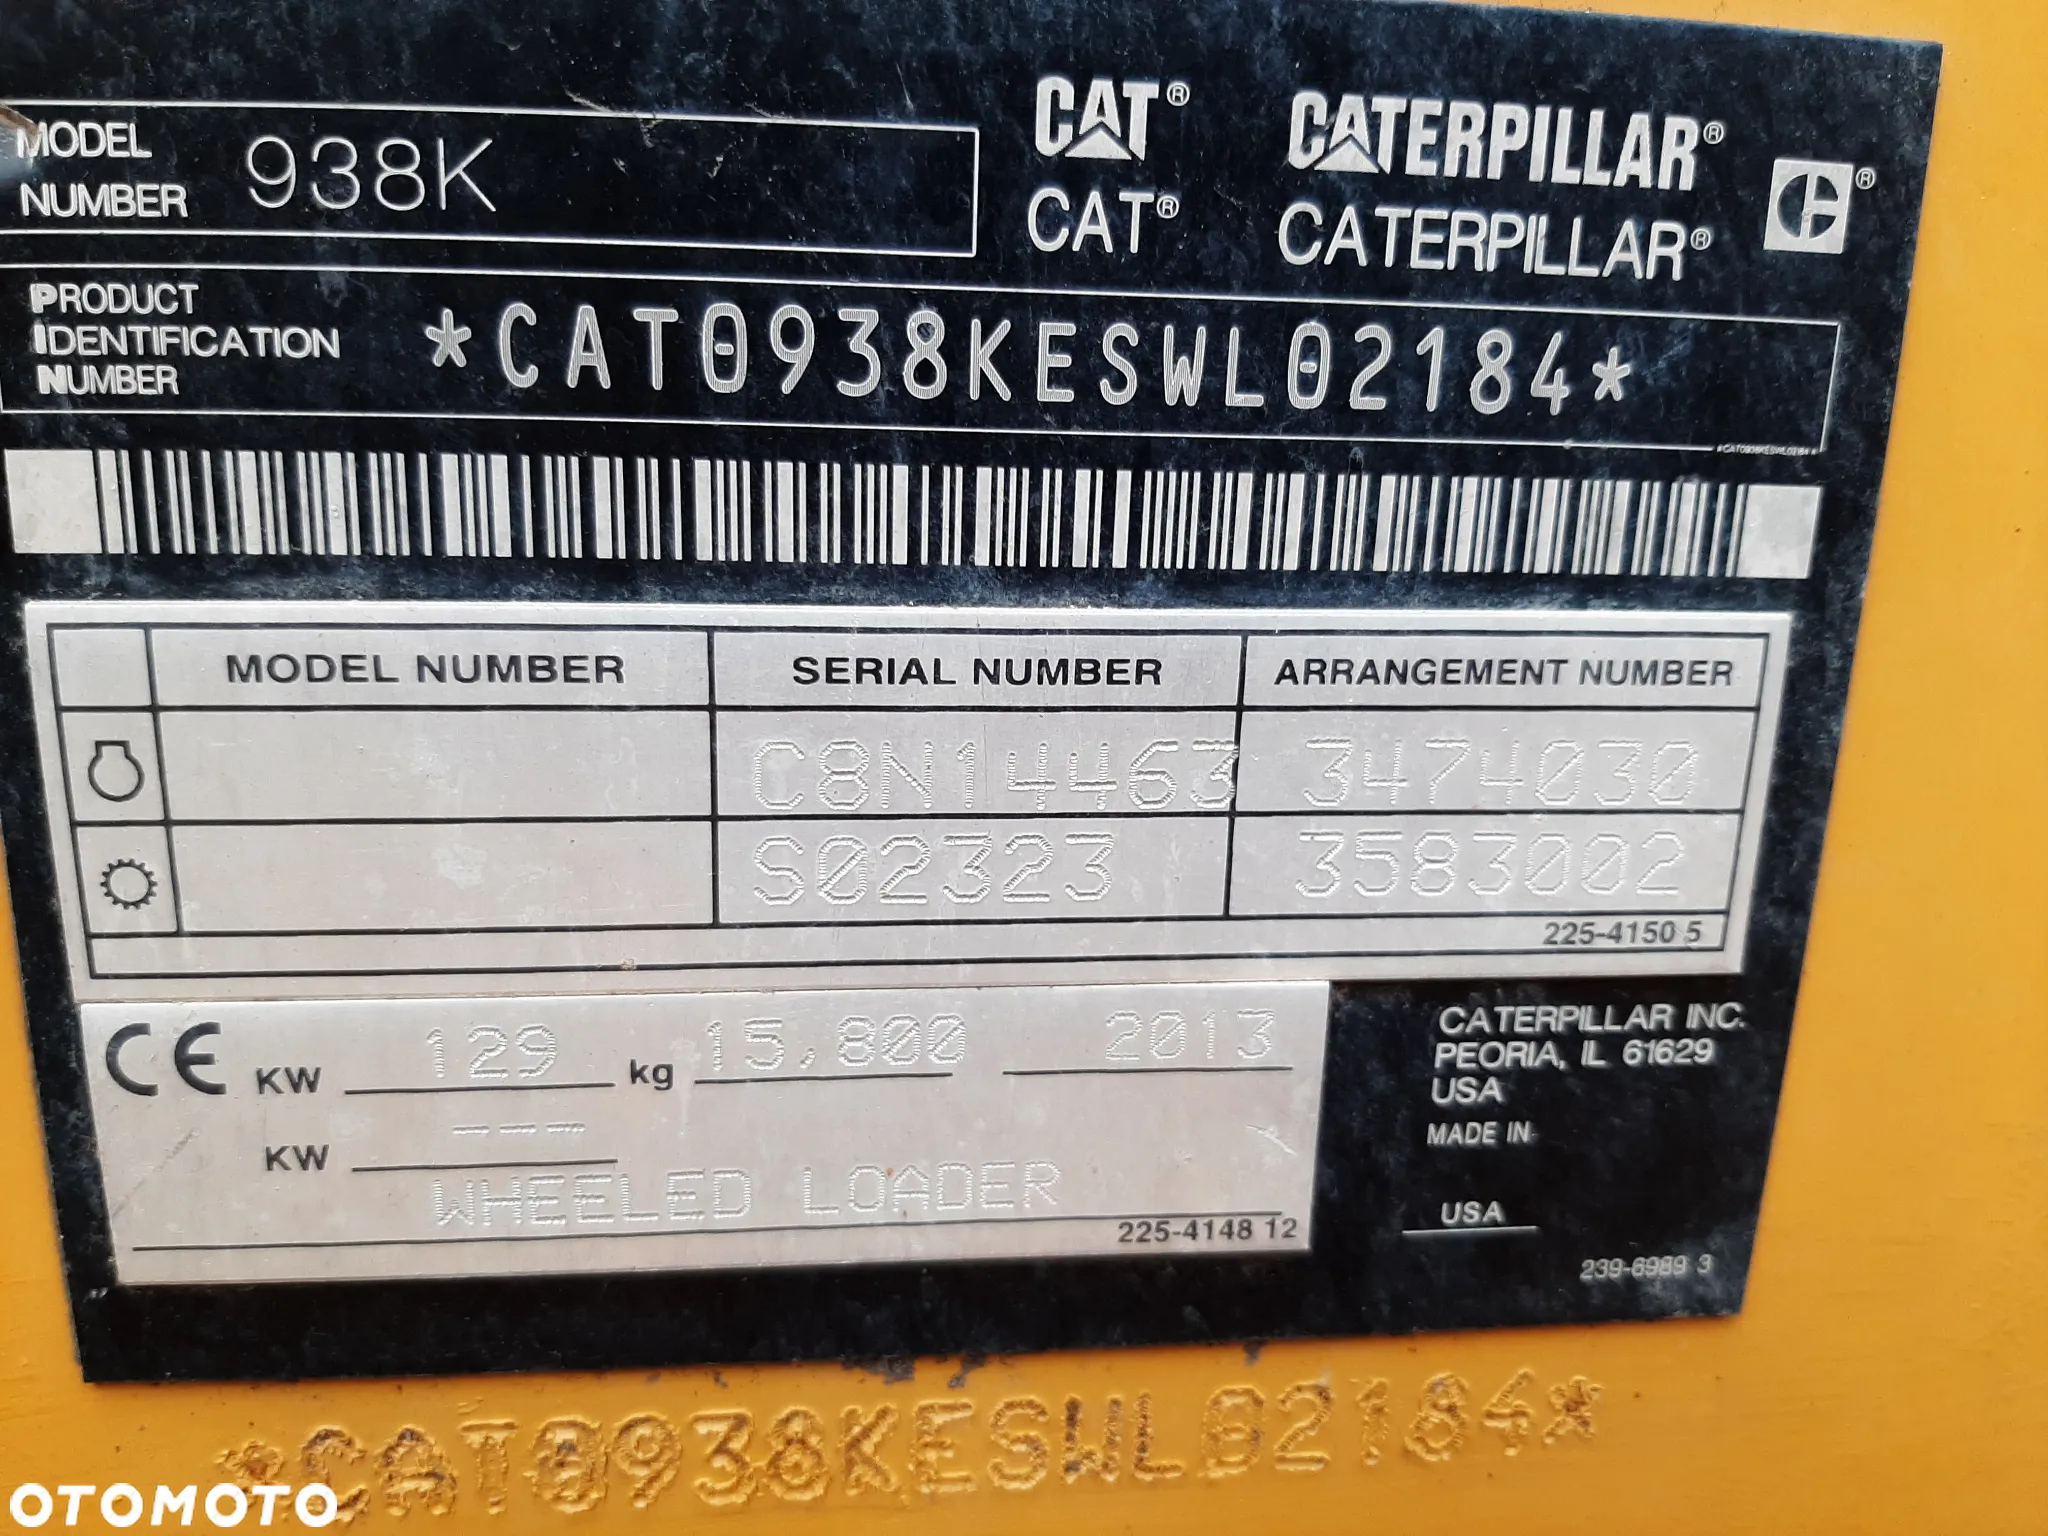 MODEL
NUMBER 938K
CAT® CATERPILLAR® ®
CAT® CATERPILLAR®
PRODUCT
IDENTIFICATION
NUMBER
*CAT0938KESWL02184*
*CAT0938KESWL02184*
MODEL NUMBER SERIAL NUMBER ARRANGEMENT NUMBER
C8N14463 3474030
S02323 3583002
225-4150 5
CE KW 129 kg 15,800 2013
KW ---
WHEELED LOADER
225-4148 12
CATERPILLAR INC.
PEORIA, IL 61629
USA
MADE IN
USA
239-6989 3
*CAT0938KESWL02184*
OTOMOTO